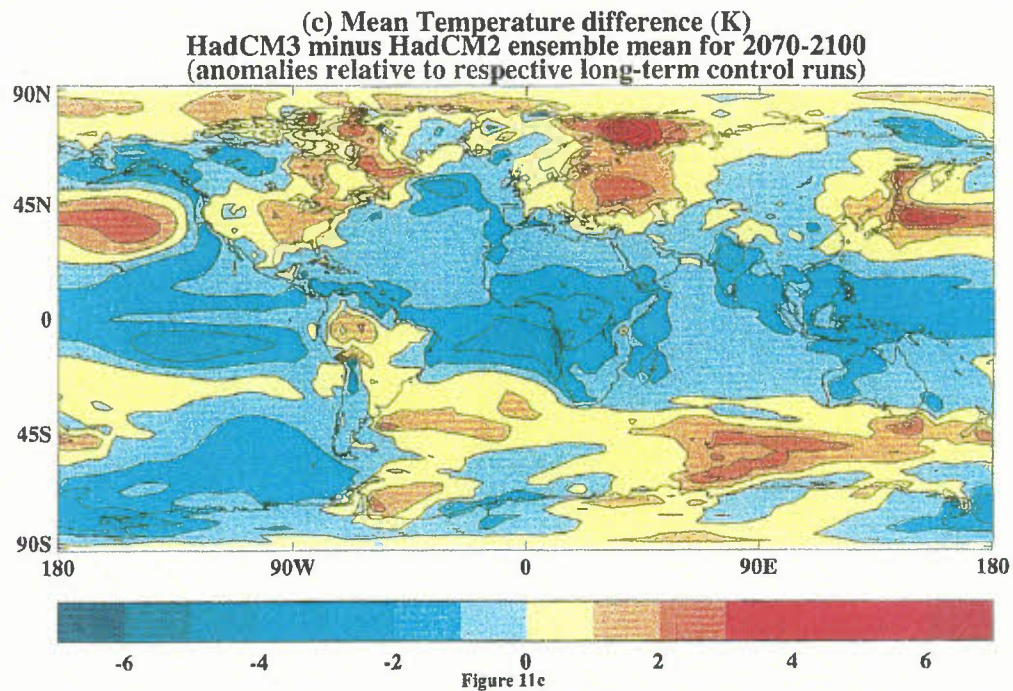 (c) Mean Temperature difference (K)
HadCM3 minus HadCM2 ensemble mean for 2070-2100
(anomalies relative to respective long-term control runs)
90N
45N
0
45S
90S
180 90W 0 90E 180
-6 -4 -2 0 2 4 6
Figure 11c